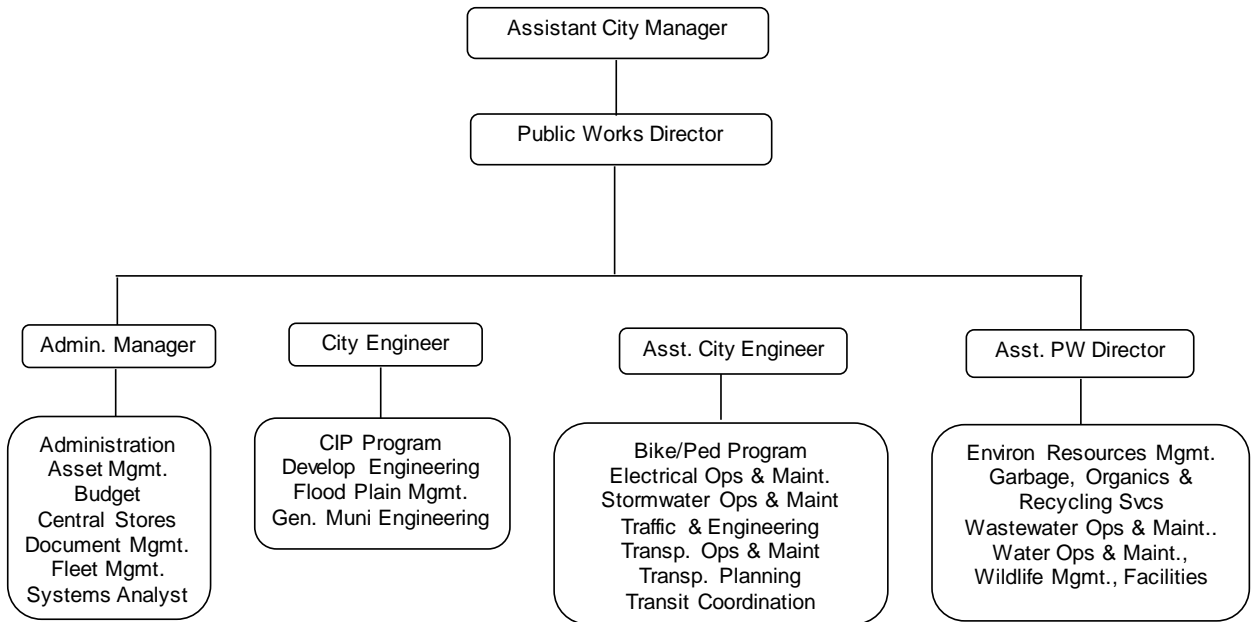 Assistant City Manager
Public Works Director
Admin. Manager
City Engineer
Asst. City Engineer
Asst. PW Director
Administration
Asset Mgmt.
Budget
Central Stores
Document Mgmt.
Fleet Mgmt.
Systems Analyst
CIP Program
Develop Engineering
Flood Plain Mgmt.
Gen. Muni Engineering
Bike/Ped Program
Electrical Ops & Maint.
Stormwater Ops & Maint
Traffic & Engineering
Transp. Ops & Maint
Transp. Planning
Transit Coordination
Environ Resources Mgmt.
Garbage, Organics &
Recycling Svcs
Wastewater Ops & Maint..
Water Ops & Maint.,
Wildlife Mgmt., Facilities